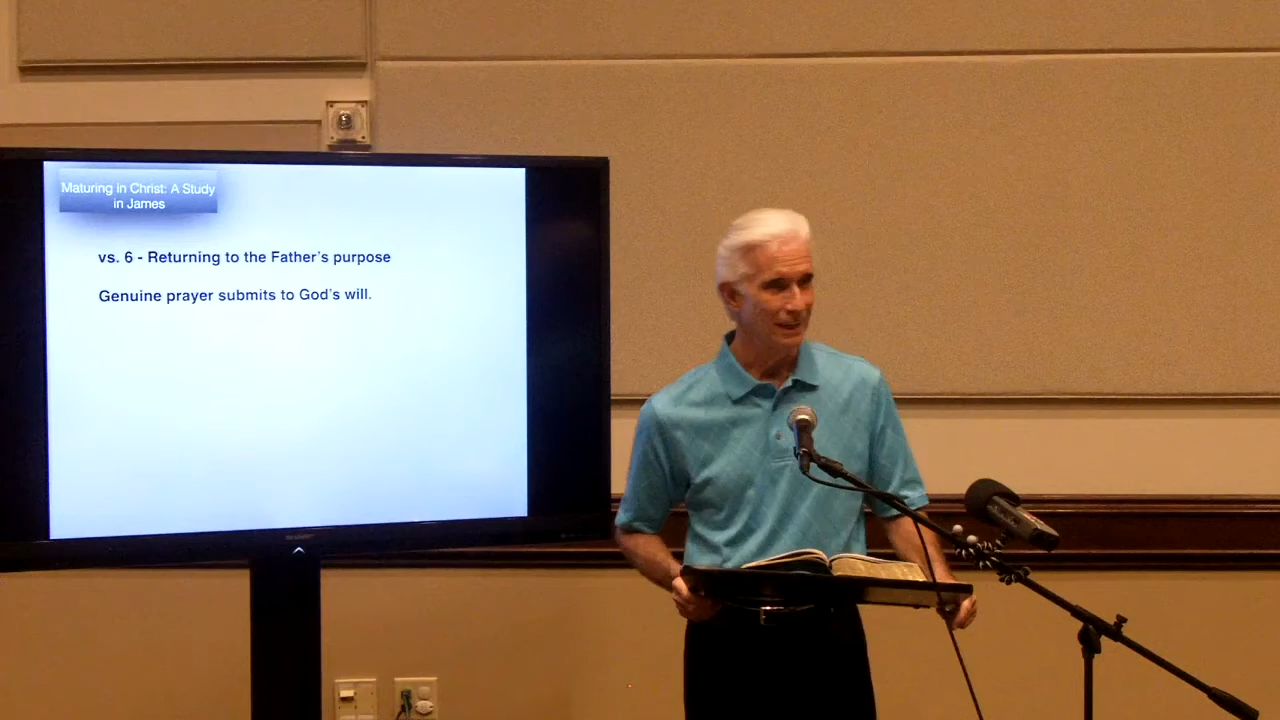 Maturing in Christ: A Study
in James
vs. 6 - Returning to the Father's purpose
Genuine prayer submits to God's will.